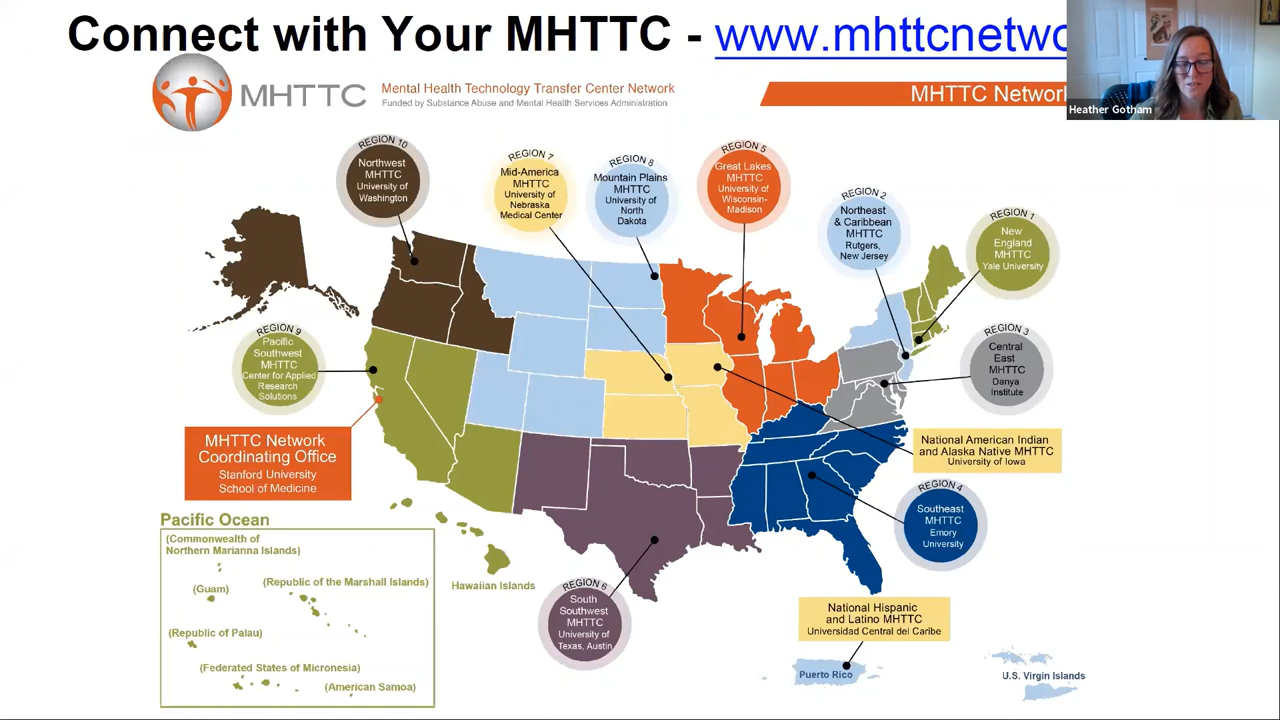 Connect with Your MHTTC - www.mhttcnetwo
Heather Gotham
MHTTC
Mental Health Technology Transfer Center Network
Funded by Substance Abuse and Mental Health Services Administration
MHTTC Network
REGION 10
Northwest
MHTTC
University of
Washington
REGION 7
Mid-America
MHTTC
University of
Nebraska
Medical Center
REGION 8
Mountain Plains
MHTTC
University of
North
Dakota
REGION 5
Great Lakes
MHTTC
University of
Wisconsin-
Madison
REGION 2
Northeast
& Caribbean
MHTTC
Rutgers,
New Jersey
REGION 1
New
England
MHTTC
Yale University
REGION 9
Pacific
Southwest
MHTTC
Center for Applied
Research
Solutions
REGION 3
Central
East
MHTTC
Danya
Institute
MHTTC Network
Coordinating Office
Stanford University
School of Medicine
National American Indian
and Alaska Native MHTTC
University of Iowa
REGION 4
Southeast
MHTTC
Emory
University
Pacific Ocean
(Commonwealth of
Northern Marianna Islands)
(Guam)
(Republic of the Marshall Islands)
(Republic of Palau)
(Federated States of Micronesia)
(American Samoa)
Hawaiian Islands
REGION 6
South
Southwest
MHTTC
University of
Texas, Austin
National Hispanic
and Latino MHTTC
Universidad Central del Caribe
Puerto Rico
U.S. Virgin Islands